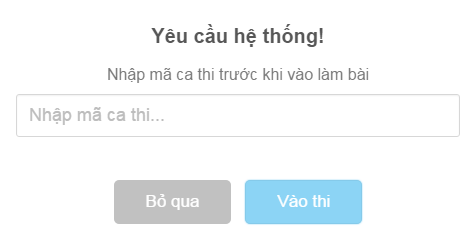 Yêu cầu hệ thống!
Nhập mã ca thi trước khi vào làm bài
Nhập mã ca thi...
Bỏ qua
Vào thi